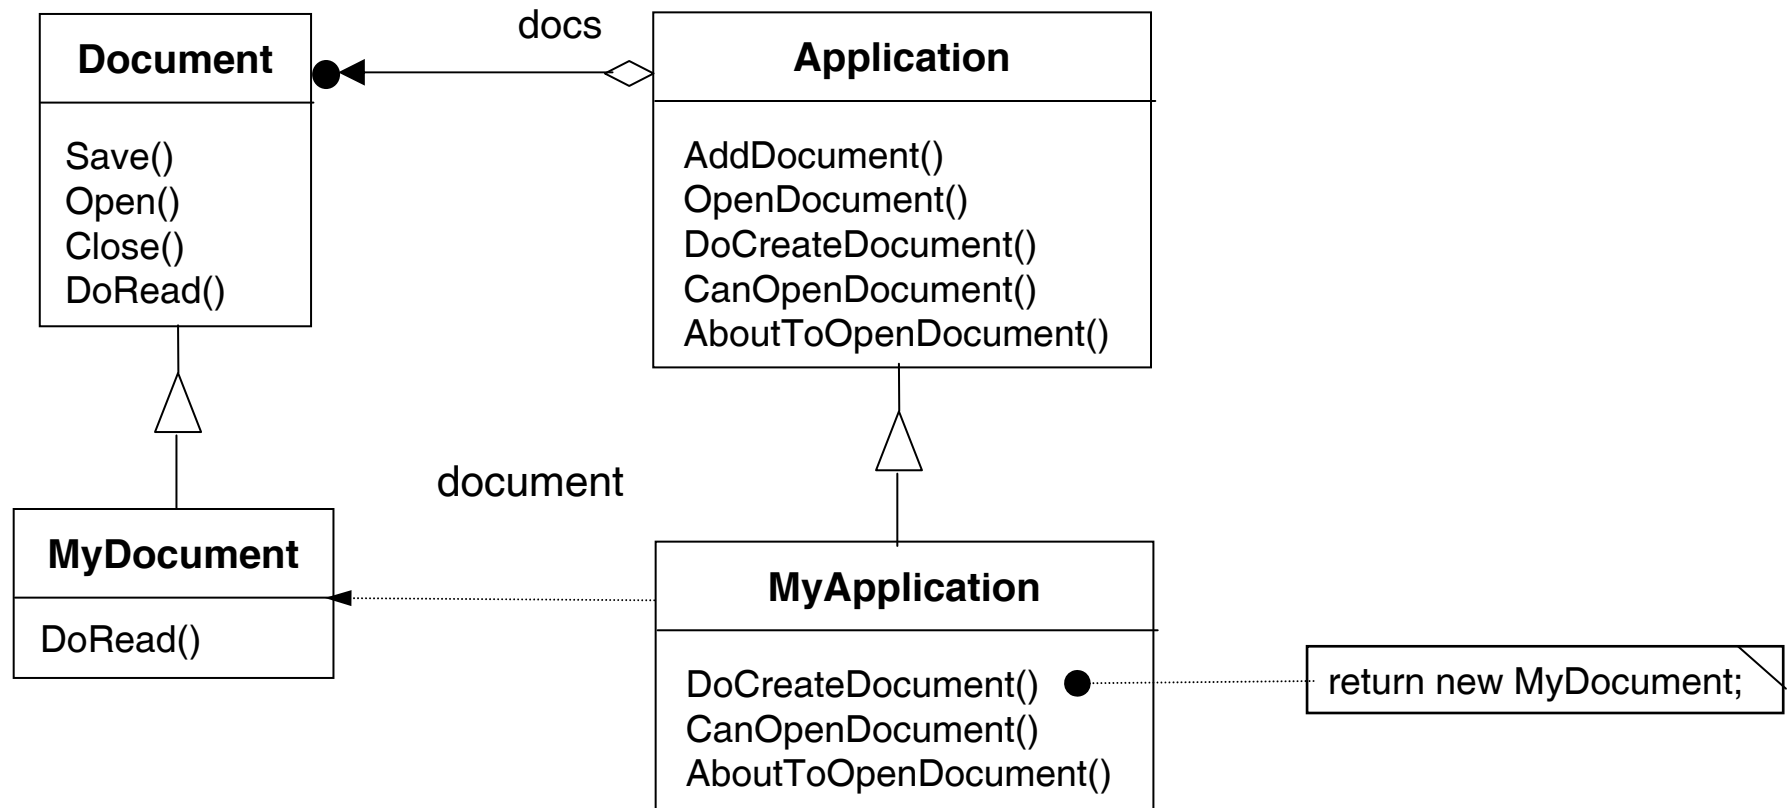 docs
Document
Save()
Open()
Close()
DoRead()
Application
AddDocument()
OpenDocument()
DoCreateDocument()
CanOpenDocument()
AboutToOpenDocument()
document
MyDocument
DoRead()
MyApplication
DoCreateDocument()
CanOpenDocument()
AboutToOpenDocument()
return new MyDocument;